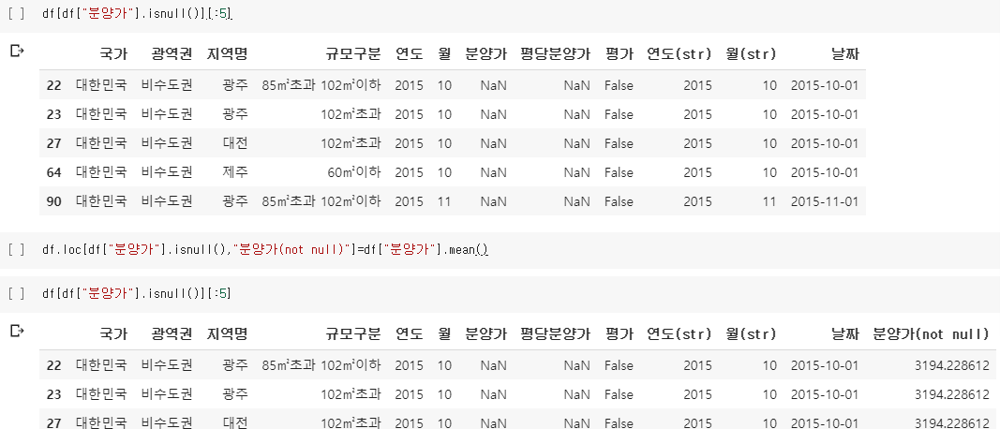 [ ] df[df["분양가"].isnull()][:5]
국가 광역권 지역명 규모구분 연도 월 분양가 평당분양가 평가 연도(str) 월(str) 날짜
22 대한민국 비수도권 광주 85㎡초과 102㎡이하 2015 10 NaN NaN False 2015 10 2015-10-01
23 대한민국 비수도권 광주 102㎡초과 2015 10 NaN NaN False 2015 10 2015-10-01
27 대한민국 비수도권 대전 102㎡초과 2015 10 NaN NaN False 2015 10 2015-10-01
64 대한민국 비수도권 제주 60㎡이하 2015 10 NaN NaN False 2015 10 2015-10-01
90 대한민국 비수도권 광주 85㎡초과 102㎡이하 2015 11 NaN NaN False 2015 11 2015-11-01
[ ] df.loc[df["분양가"].isnull(),"분양가(not null)"]=df["분양가"].mean()
[ ] df[df["분양가"].isnull()][:5]
국가 광역권 지역명 규모구분 연도 월 분양가 평당분양가 평가 연도(str) 월(str) 날짜 분양가(not null)
22 대한민국 비수도권 광주 85㎡초과 102㎡이하 2015 10 NaN NaN False 2015 10 2015-10-01 3194.228612
23 대한민국 비수도권 광주 102㎡초과 2015 10 NaN NaN False 2015 10 2015-10-01 3194.228612
27 대한민국 비수도권 대전 102㎡초과 2015 10 NaN NaN False 2015 10 2015-10-01 3194.228612